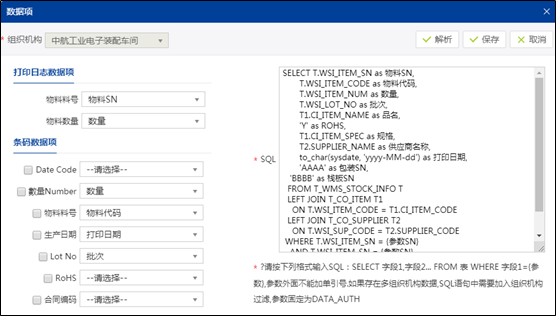 数据项
* 组织机构 中航工业电子装配车间
解析 保存 取消
打印日志数据项
物料料号 物料SN
物料数量 数量
条码数据项
Date Code --请选择--
數量Number 数量
物料料号 物料代码
生产日期 打印日期
Lot No 批次
RoHS --请选择--
合同编码 --请选择--
* SQL
SELECT T.WSI_ITEM_SN as 物料SN,
T.WSI_ITEM_CODE as 物料代码,
T.WSI_ITEM_NUM as 数量,
T.WSI_LOT_NO as 批次,
T1.CI_ITEM_NAME as 品名,
'Y' as ROHS,
T1.CI_ITEM_SPEC as 规格,
T2.SUPPLIER_NAME as 供应商名称,
to_char(sysdate, 'yyyy-MM-dd') as 打印日期,
'AAAA' as 包装SN,
'BBBB' as 栈板SN
FROM T_WMS_STOCK_INFO T
LEFT JOIN T_CO_ITEM T1
ON T.WSI_ITEM_CODE = T1.CI_ITEM_CODE
LEFT JOIN T_CO_SUPPLIER T2
ON T.WSI_SUP_CODE = T2.SUPPLIER_CODE
WHERE T.WSI_ITEM_SN = (参数SN)
AND T.WSI_ITEM_SN = (参数SN)
* ?请按下列格式输入SQL：SELECT 字段1,字段2... FROM 表 WHERE 字段1=(参
数),参数外面不能加单引号,如果存在多组织机构数据,SQL语句中需要加入组织机构
过滤,参数固定为DATA_AUTH